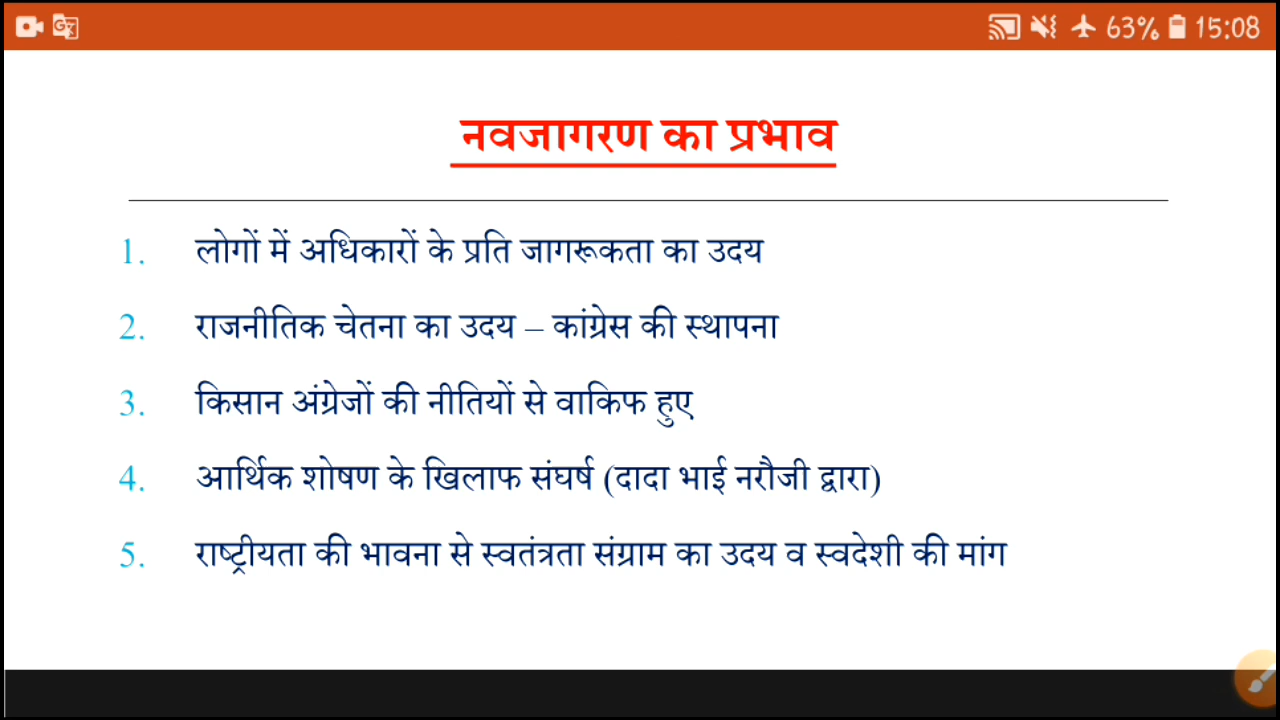 63% 15:08
नवजागरण का प्रभाव
1. लोगों में अधिकारों के प्रति जागरूकता का उदय
2. राजनीतिक चेतना का उदय – कांग्रेस की स्थापना
3. किसान अंग्रेजों की नीतियों से वाकिफ हुए
4. आर्थिक शोषण के खिलाफ संघर्ष (दादा भाई नरौजी द्वारा)
5. राष्ट्रीयता की भावना से स्वतंत्रता संग्राम का उदय व स्वदेशी की मांग